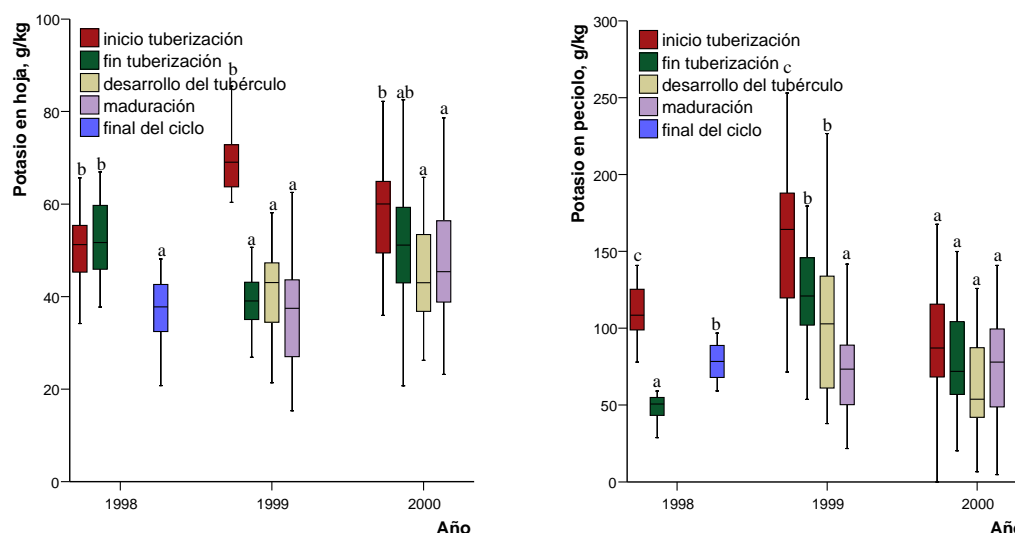 Potasio en hoja, g/kg
100
80
60
40
20
0
inicio tuberización
fin tuberización
desarrollo del tubérculo
maduración
final del ciclo
b
b
a
b
a
a
a
b
ab
a
a
1998
1999
2000
Año
Potasio en peciolo, g/kg
300
250
200
150
100
50
0
inicio tuberización
fin tuberización
desarrollo del tubérculo
maduración
final del ciclo
c
a
b
c
b
b
a
a
a
a
a
1998
1999
2000
Añ